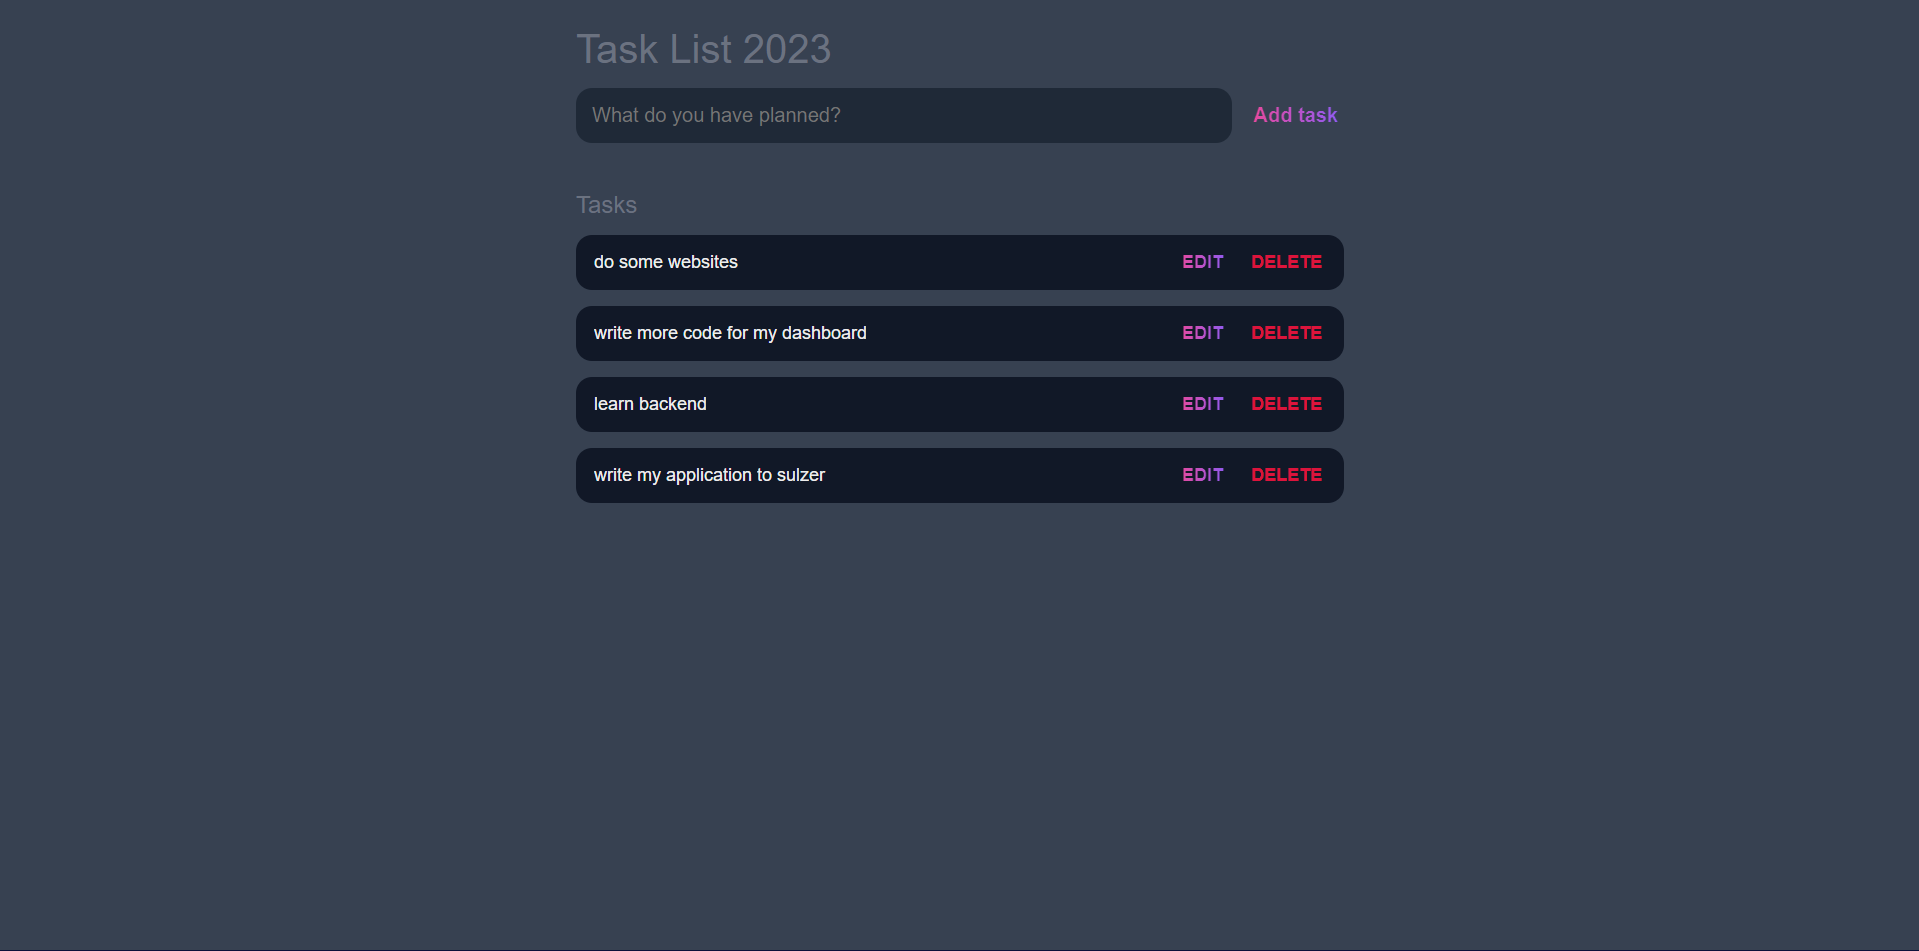 Task List 2023
What do you have planned? Add task
Tasks
do some websites EDIT DELETE
write more code for my dashboard EDIT DELETE
learn backend EDIT DELETE
write my application to sulzer EDIT DELETE